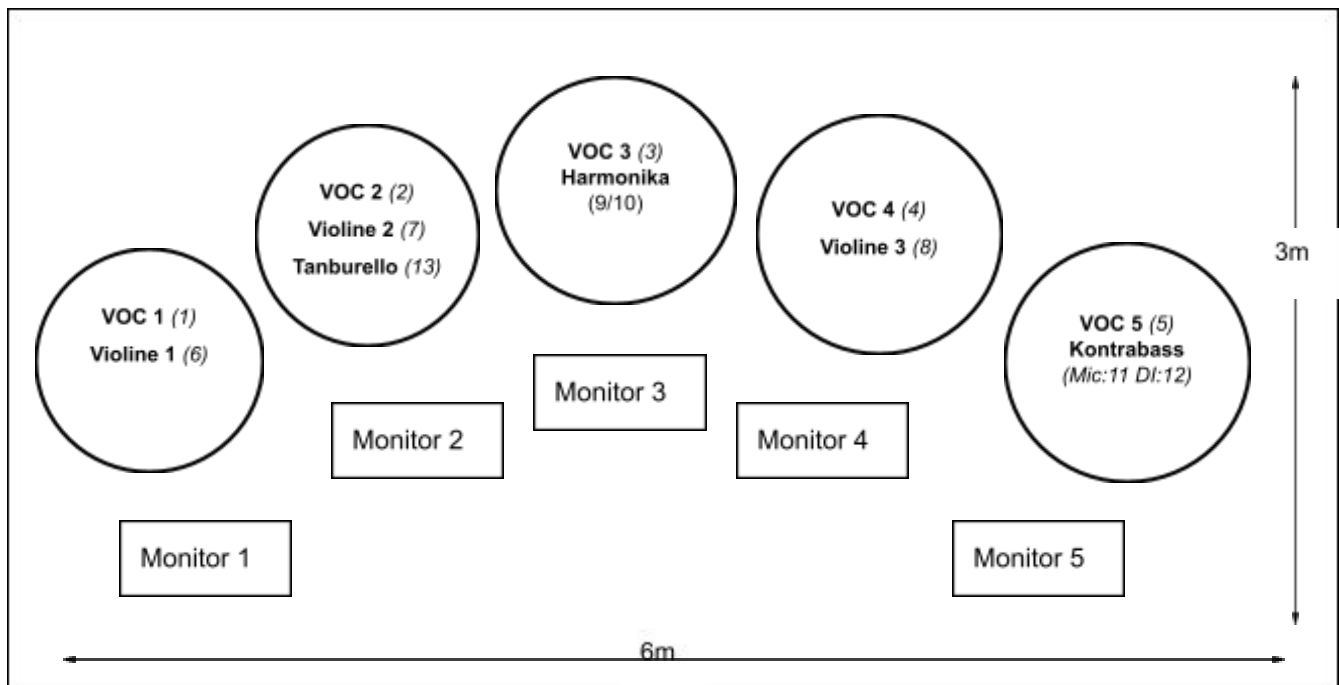 VOC 1 (1)
Violine 1 (6)
VOC 2 (2)
Violine 2 (7)
Tanburello (13)
VOC 3 (3)
Harmonika
(9/10)
VOC 4 (4)
Violine 3 (8)
VOC 5 (5)
Kontrabass
(Mic:11 DI:12)
3m
Monitor 1
Monitor 2
Monitor 3
Monitor 4
Monitor 5
6m